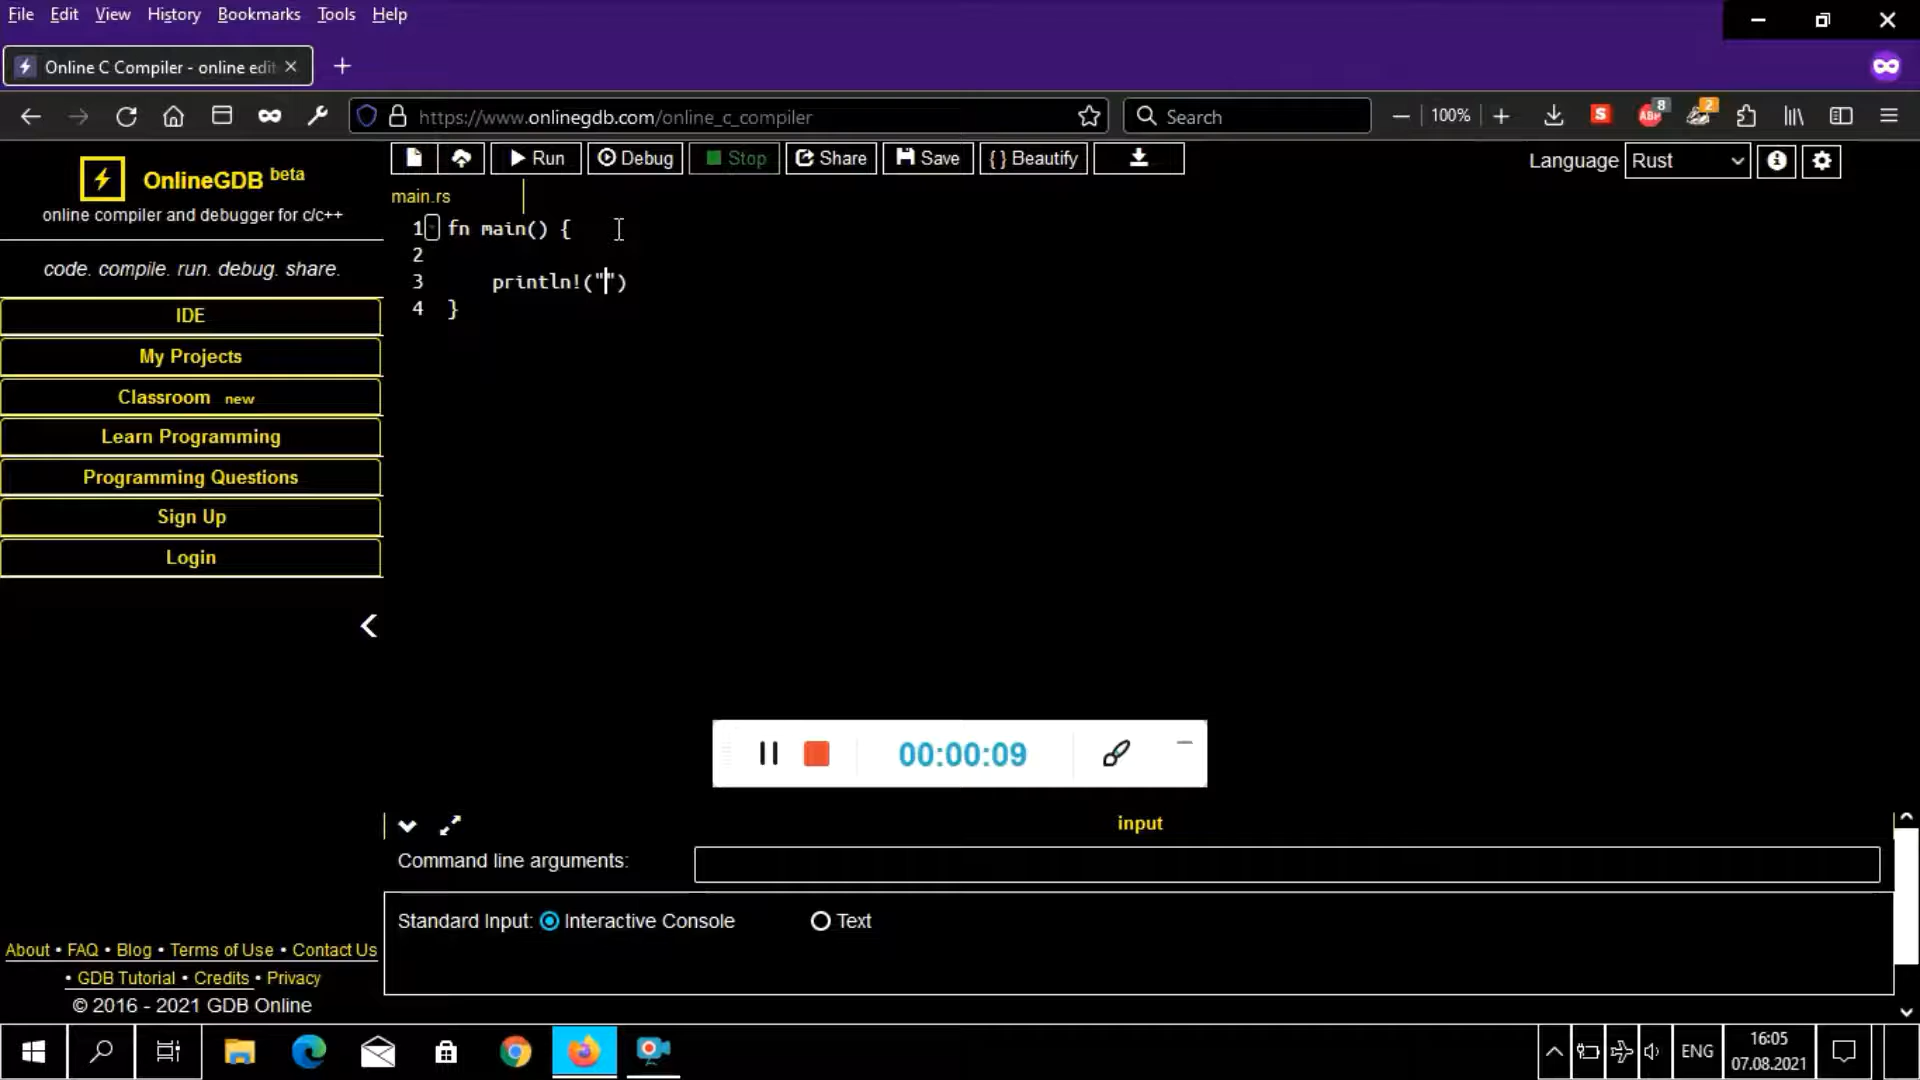 File Edit View History Bookmarks Tools Help
Online C Compiler - online edit
https://www.onlinegdb.com/online_c_compiler
Search
100%
S
ABP 8
2
OnlineGDB beta
online compiler and debugger for c/c++
code. compile. run. debug. share.
IDE
My Projects
Classroom new
Learn Programming
Programming Questions
Sign Up
Login
About • FAQ • Blog • Terms of Use • Contact Us
• GDB Tutorial • Credits • Privacy
© 2016 - 2021 GDB Online
Run Debug Stop Share Save { } Beautify
Language Rust
main.rs
1 fn main() {
2
3 println!("")
4 }
00:00:09
input
Command line arguments:
Standard Input: Interactive Console Text
ENG
16:05
07.08.2021